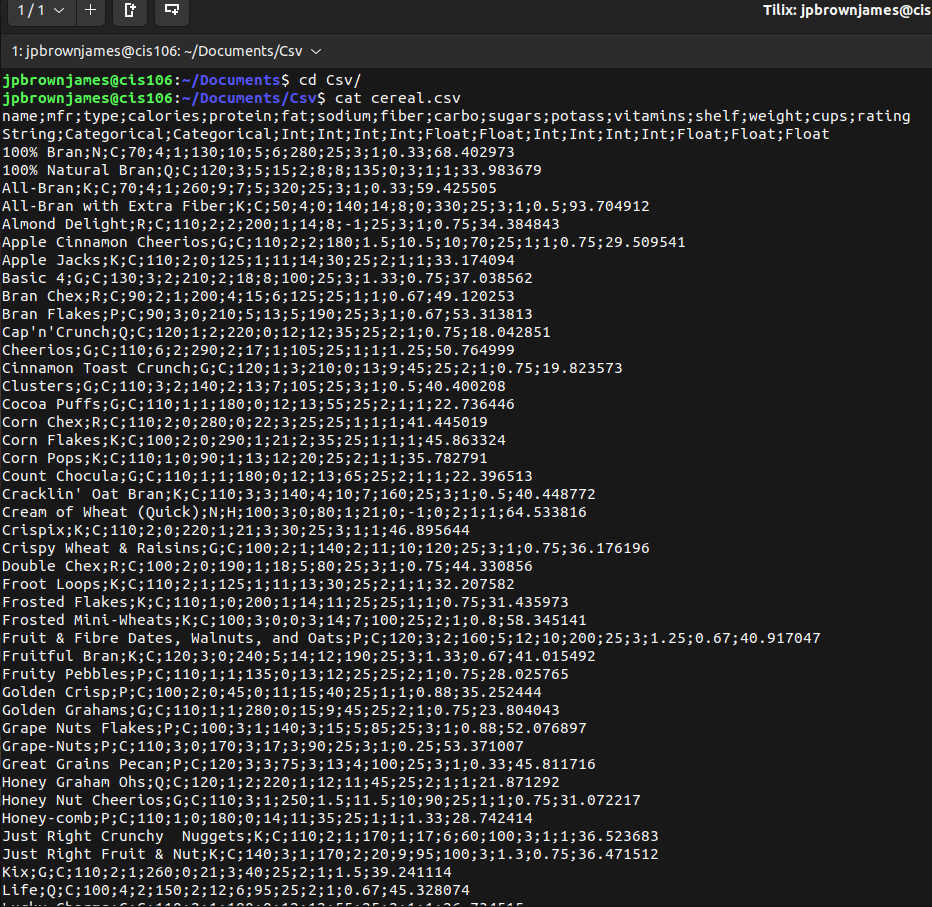 1 / 1
Tilix: jpbrownjames@cis
1: jpbrownjames@cis106: ~/Documents/Csv
jpbrownjames@cis106:~/Documents$ cd Csv/
jpbrownjames@cis106:~/Documents/Csv$ cat cereal.csv
name;mfr;type;calories;protein;fat;sodium;fiber;carbo;sugars;potass;vitamins;shelf;weight;cups;rating
String;Categorical;Categorical;Int;Int;Int;Int;Float;Float;Int;Int;Int;Int;Float;Float;Float
100% Bran;N;C;70;4;1;130;10;5;6;280;25;3;1;0.33;68.402973
100% Natural Bran;Q;C;120;3;5;15;2;8;8;135;0;3;1;1;33.983679
All-Bran;K;C;70;4;1;260;9;7;5;320;25;3;1;0.33;59.425505
All-Bran with Extra Fiber;K;C;50;4;0;140;14;8;0;330;25;3;1;0.5;93.704912
Almond Delight;R;C;110;2;2;200;1;14;8;-1;25;3;1;0.75;34.384843
Apple Cinnamon Cheerios;G;C;110;2;2;180;1.5;10.5;10;70;25;1;1;0.75;29.509541
Apple Jacks;K;C;110;2;0;125;1;11;14;30;25;2;1;1;33.174094
Basic 4;G;C;130;3;2;210;2;18;8;100;25;3;1.33;0.75;37.038562
Bran Chex;R;C;90;2;1;200;4;15;6;125;25;1;1;0.67;49.120253
Bran Flakes;P;C;90;3;0;210;5;13;5;190;25;3;1;0.67;53.313813
Cap'n'Crunch;Q;C;120;1;2;220;0;12;12;35;25;2;1;0.75;18.042851
Cheerios;G;C;110;6;2;290;2;17;1;105;25;1;1;1.25;50.764999
Cinnamon Toast Crunch;G;C;120;1;3;210;0;13;9;45;25;2;1;0.75;19.823573
Clusters;G;C;110;3;2;140;2;13;7;105;25;3;1;0.5;40.400208
Cocoa Puffs;G;C;110;1;1;180;0;12;13;55;25;2;1;1;22.736446
Corn Chex;R;C;110;2;0;280;0;22;3;25;25;1;1;1;41.445019
Corn Flakes;K;C;100;2;0;290;1;21;2;35;25;1;1;1;45.863324
Corn Pops;K;C;110;1;0;90;1;13;12;20;25;2;1;1;35.782791
Count Chocula;G;C;110;1;1;180;0;12;13;65;25;2;1;1;22.396513
Cracklin' Oat Bran;K;C;110;3;3;140;4;10;7;160;25;3;1;0.5;40.448772
Cream of Wheat (Quick);N;H;100;3;0;80;1;21;0;-1;0;2;1;1;64.533816
Crispix;K;C;110;2;0;220;1;21;3;30;25;3;1;1;46.895644
Crispy Wheat & Raisins;G;C;100;2;1;140;2;11;10;120;25;3;1;0.75;36.176196
Double Chex;R;C;100;2;0;190;1;18;5;80;25;3;1;0.75;44.330856
Froot Loops;K;C;110;2;1;125;1;11;13;30;25;2;1;1;32.207582
Frosted Flakes;K;C;110;1;0;200;1;14;11;25;25;1;1;0.75;31.435973
Frosted Mini-Wheats;K;C;100;3;0;0;3;14;7;100;25;2;1;0.8;58.345141
Fruit & Fibre Dates, Walnuts, and Oats;P;C;120;3;2;160;5;12;10;200;25;3;1.25;0.67;40.917047
Fruitful Bran;K;C;120;3;0;240;5;14;12;190;25;3;1.33;0.67;41.015492
Fruity Pebbles;P;C;110;1;1;135;0;13;12;25;25;2;1;0.75;28.025765
Golden Crisp;P;C;100;2;0;45;0;11;15;40;25;1;1;0.88;35.252444
Golden Grahams;G;C;110;1;1;280;0;15;9;45;25;2;1;0.75;23.804043
Grape Nuts Flakes;P;C;100;3;1;140;3;15;5;85;25;3;1;0.88;52.076897
Grape-Nuts;P;C;110;3;0;170;3;17;3;90;25;3;1;0.25;53.371007
Great Grains Pecan;P;C;120;3;3;75;3;13;4;100;25;3;1;0.33;45.811716
Honey Graham Ohs;Q;C;120;1;2;220;1;12;11;45;25;2;1;1;21.871292
Honey Nut Cheerios;G;C;110;3;1;250;1.5;11.5;10;90;25;1;1;0.75;31.072217
Honey-comb;P;C;110;1;0;180;0;14;11;35;25;1;1;1.33;28.742414
Just Right Crunchy  Nuggets;K;C;110;2;1;170;1;17;6;60;100;3;1;1;36.523683
Just Right Fruit & Nut;K;C;140;3;1;170;2;20;9;95;100;3;1.3;0.75;36.471512
Kix;G;C;110;2;1;260;0;21;3;40;25;2;1;1.5;39.241114
Life;Q;C;100;4;2;150;2;12;6;95;25;2;1;0.67;45.328074